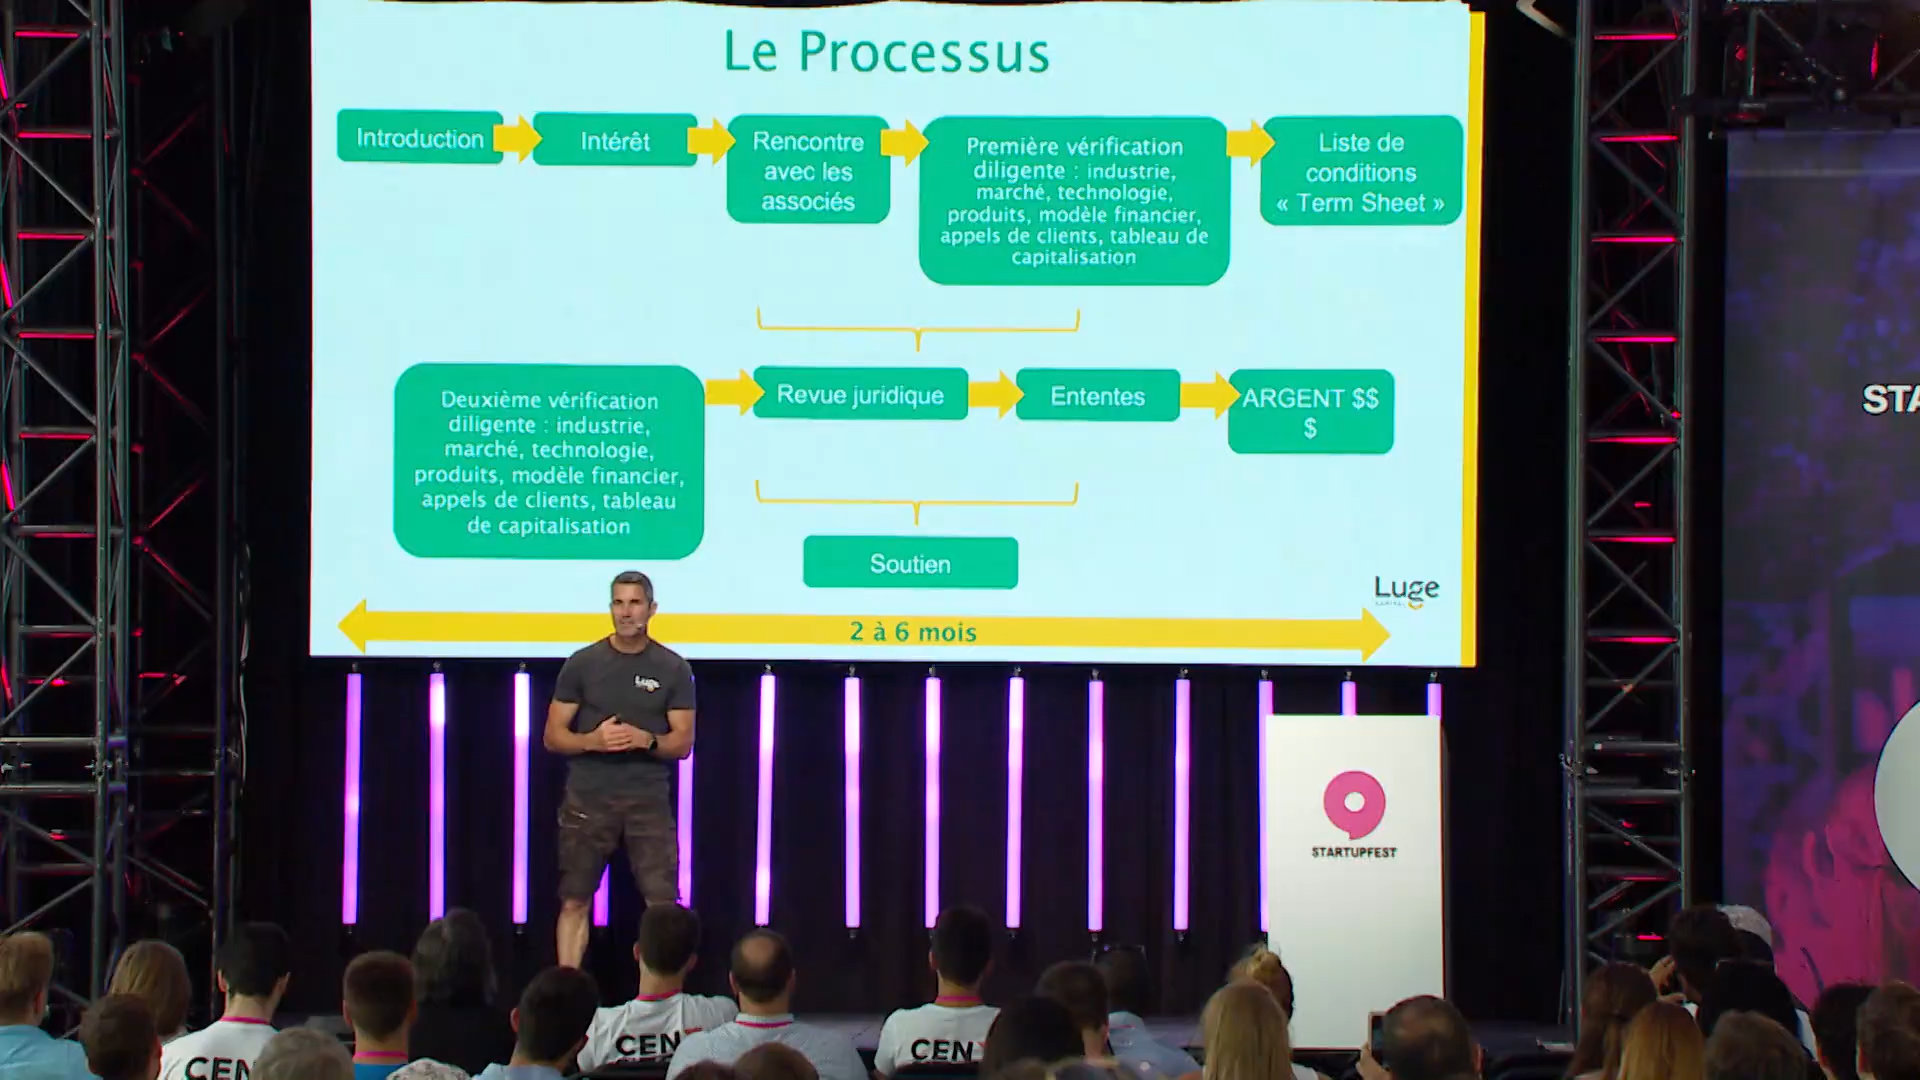 Le Processus
Introduction
Intérêt
Rencontre
avec les
associés
Première vérification
diligente : industrie,
marché, technologie,
produits, modèle financier,
appels de clients, tableau de
capitalisation
Liste de
conditions
« Term Sheet »
Deuxième vérification
diligente : industrie,
marché, technologie,
produits, modèle financier,
appels de clients, tableau
de capitalisation
Revue juridique
Ententes
ARGENT $$
$
Soutien
Luge
CAPITAL
2 à 6 mois
Luge
STARTUPFEST
STA
CEN
CEN
CEN